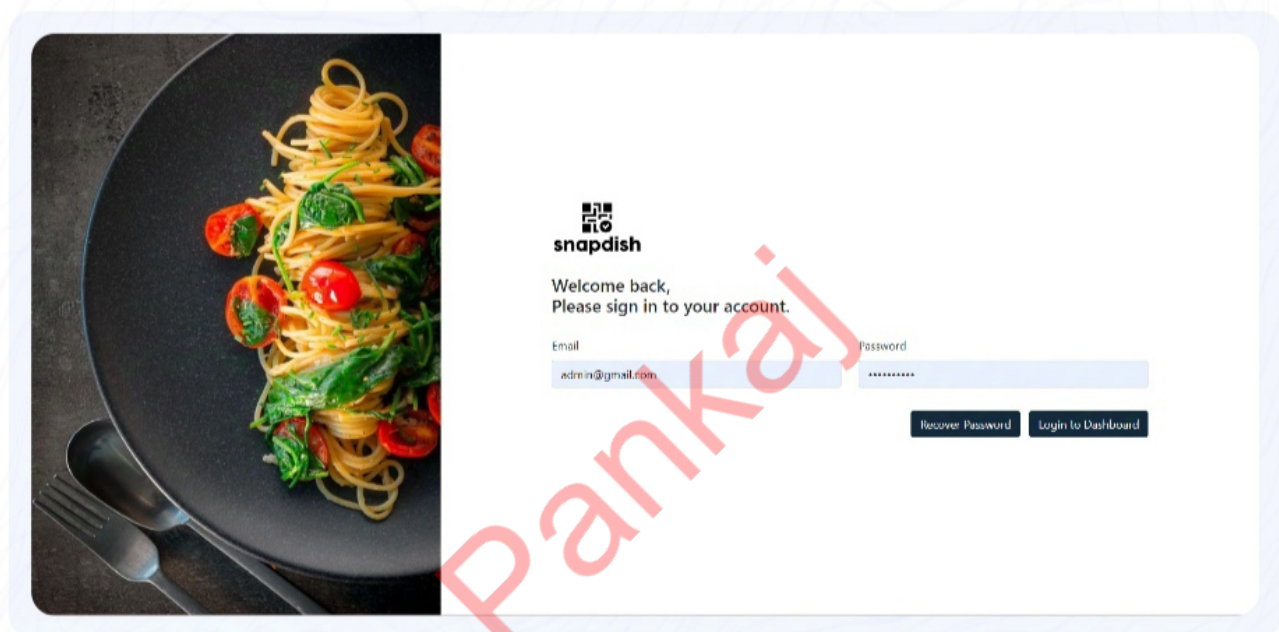 snapdish
Welcome back,
Please sign in to your account.
Email
Password
admin@gmail.com
••••••••••
Recover Password
Login to Dashboard
Pankaj